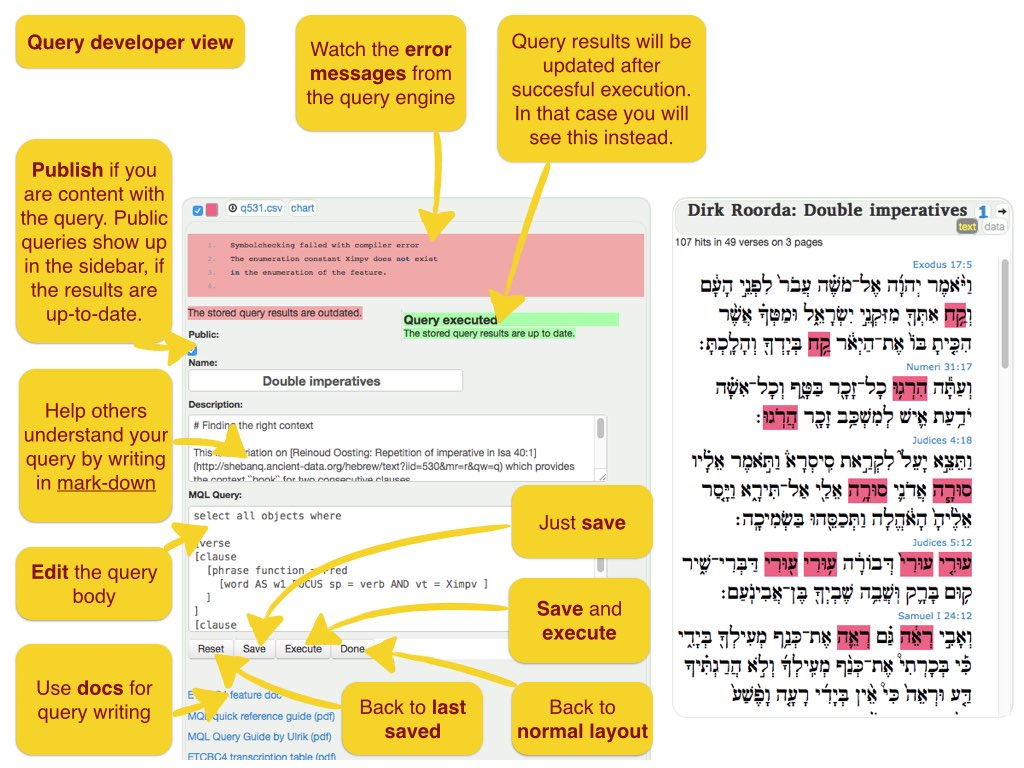 Query developer view
Watch the error
messages from
the query engine
Query results will be
updated after
succesful execution.
In that case you will
see this instead.
Publish if you
are content with
the query. Public
queries show up
in the sidebar, if
the results are
up-to-date.
Help others
understand your
query by writing
in mark-down
Edit the query
body
Use docs for
query writing
q531.csv chart
1. Symbolchecking failed with compiler error
2. The enumeration constant Ximpv does not exist
3. in the enumeration of the feature.
4.
The stored query results are outdated.
Query executed
The stored query results are up to date.
Public:
Name:
Double imperatives
Description:
# Finding the right context
This is variation on [Reinoud Oosting: Repetition of imperative in Isa 40:1]
(http://shebanq.ancient-data.org/hebrew/text?iid=530&mr=r&qw=q) which provides
the context ``book`` for two consecutive clauses
MQL Query:
select all objects where
[verse
[clause
[phrase function = Pred
[word AS w1 FOCUS sp = verb AND vt = Ximpv ]
]
]
[clause
Reset Save Execute Done
Just save
Save and
execute
Back to last
saved
Back to
normal layout
feature doc
MQL quick reference guide (pdf)
MQL Query Guide by Ulrik (pdf)
ETCBC4 transcription table (pdf)
Dirk Roorda: Double imperatives 1 →
text data
107 hits in 49 verses on 3 pages
Exodus 17:5
וַיֹּ֨אמֶר יְהוָ֜ה אֶל־מֹשֶׁ֗ה עֲבֹר֙ לִפְנֵ֣י הָעָ֔ם
וְקַ֥ח אִתְּךָ֖ מִזִּקְנֵ֣י יִשְׂרָאֵ֑ל וּמַטְּךָ֗ אֲשֶׁ֨ר
הִכִּ֤יתָ בֹּו֙ אֶת־הַיְאֹ֔ר קַ֥ח בְּיָדְךָ֖ וְהָלָֽכְתָּ׃
Numeri 31:17
וְעַתָּ֕ה הִרְג֥וּ כָל־זָכָ֖ר בַּטָּ֑ף וְכָל־אִשָּׁ֗ה
יֹדַ֥עַת אִ֛ישׁ לְמִשְׁכַּ֥ב זָכָ֖ר הֲרֹֽגוּ׃
Judices 4:18
וַתֵּצֵ֣א יָעֵל֮ לִקְרַ֣את סִֽיסְרָא֒ וַתֹּ֣אמֶר אֵלָ֗יו
סוּרָ֧ה אֲדֹנִ֛י סוּרָ֥ה אֵלַ֖י אַל־תִּירָ֑א וַיָּ֤סַר
אֵלֶ֙יהָ֙ הָאֹ֔הֱלָה וַתְּכַסֵּ֖הוּ בַּשְּׂמִיכָֽה׃
Judices 5:12
עוּרִ֤י עוּרִי֙ דְּבֹורָ֔ה ע֥וּרִי ע֖וּרִי דַּבְּרִי־שִׁ֑יר
ק֥וּם בָּרָ֛ק וּֽשֲׁבֵ֥ה שֶׁבְיְךָ֖ בֶּן־אֲבִינֹֽעַם׃
Samuel I 24:12
וְאָבִ֣י רְאֵ֔ה גַּ֗ם רְאֵ֛ה אֶת־כְּנַ֥ף מְעִילְךָ֖ בְּיָדִ֑י
כִּ֡י בְּכָרְתִי֩ אֶת־כְּנַ֨ף מְעִֽילְךָ֜ וְלֹ֣א הֲרַגְתִּ֗יךָ
דַּ֤ע וּרְאֵה֙ כִּי֩ אֵ֨ין בְּיָדִ֜י רָעָ֣ה וָפֶ֗שַׁע